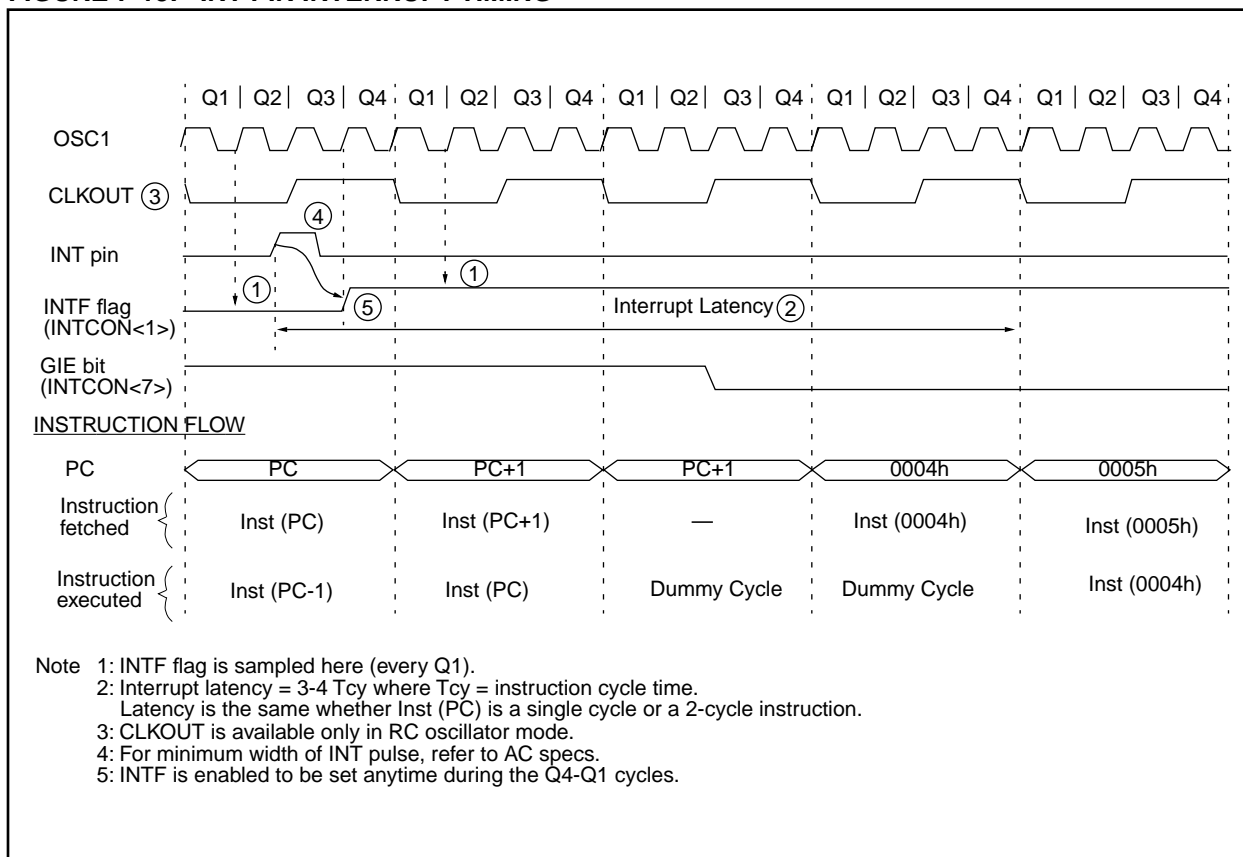 FIGURE 7-16: INT PIN INTERRUPT TIMING
Q1 | Q2 | Q3 | Q4 Q1 | Q2 | Q3 | Q4 Q1 | Q2 | Q3 | Q4 Q1 | Q2 | Q3 | Q4 Q1 | Q2 | Q3 | Q4
OSC1
CLKOUT 3
4
INT pin
1 1
INTF flag
(INTCON<1>)
5
Interrupt Latency 2
GIE bit
(INTCON<7>)
INSTRUCTION FLOW
PC PC PC+1 PC+1 0004h 0005h
Instruction
fetched
Inst (PC) Inst (PC+1) — Inst (0004h) Inst (0005h)
Instruction
executed
Inst (PC-1) Inst (PC) Dummy Cycle Dummy Cycle Inst (0004h)
Note 1: INTF flag is sampled here (every Q1).
2: Interrupt latency = 3-4 Tcy where Tcy = instruction cycle time.
Latency is the same whether Inst (PC) is a single cycle or a 2-cycle instruction.
3: CLKOUT is available only in RC oscillator mode.
4: For minimum width of INT pulse, refer to AC specs.
5: INTF is enabled to be set anytime during the Q4-Q1 cycles.